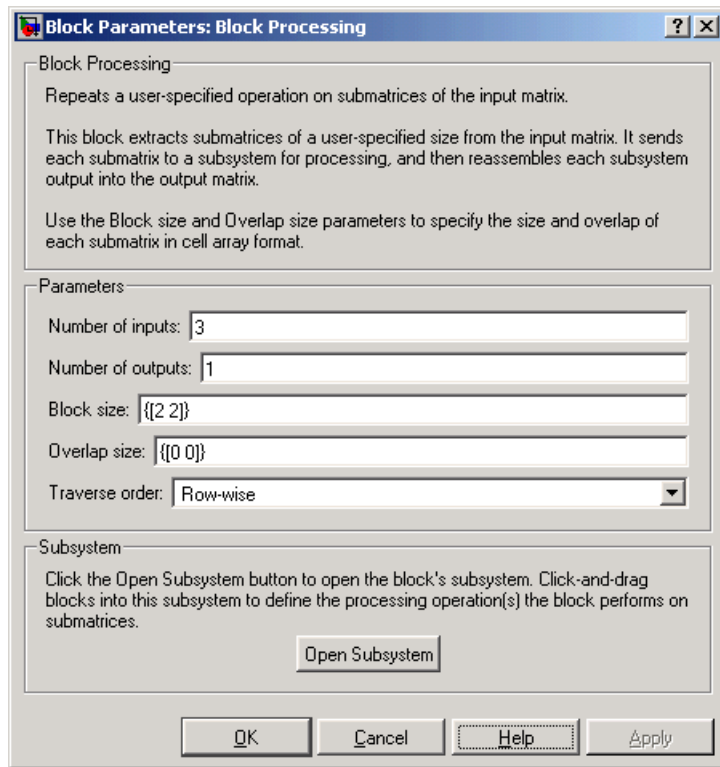 Block Parameters: Block Processing
Block Processing
Repeats a user-specified operation on submatrices of the input matrix.
This block extracts submatrices of a user-specified size from the input matrix. It sends
each submatrix to a subsystem for processing, and then reassembles each subsystem
output into the output matrix.
Use the Block size and Overlap size parameters to specify the size and overlap of
each submatrix in cell array format.
Parameters
Number of inputs: 3
Number of outputs: 1
Block size: {[2 2]}
Overlap size: {[0 0]}
Traverse order: Row-wise
Subsystem
Click the Open Subsystem button to open the block's subsystem. Click-and-drag
blocks into this subsystem to define the processing operation(s) the block performs on
submatrices.
Open Subsystem
OK Cancel Help Apply